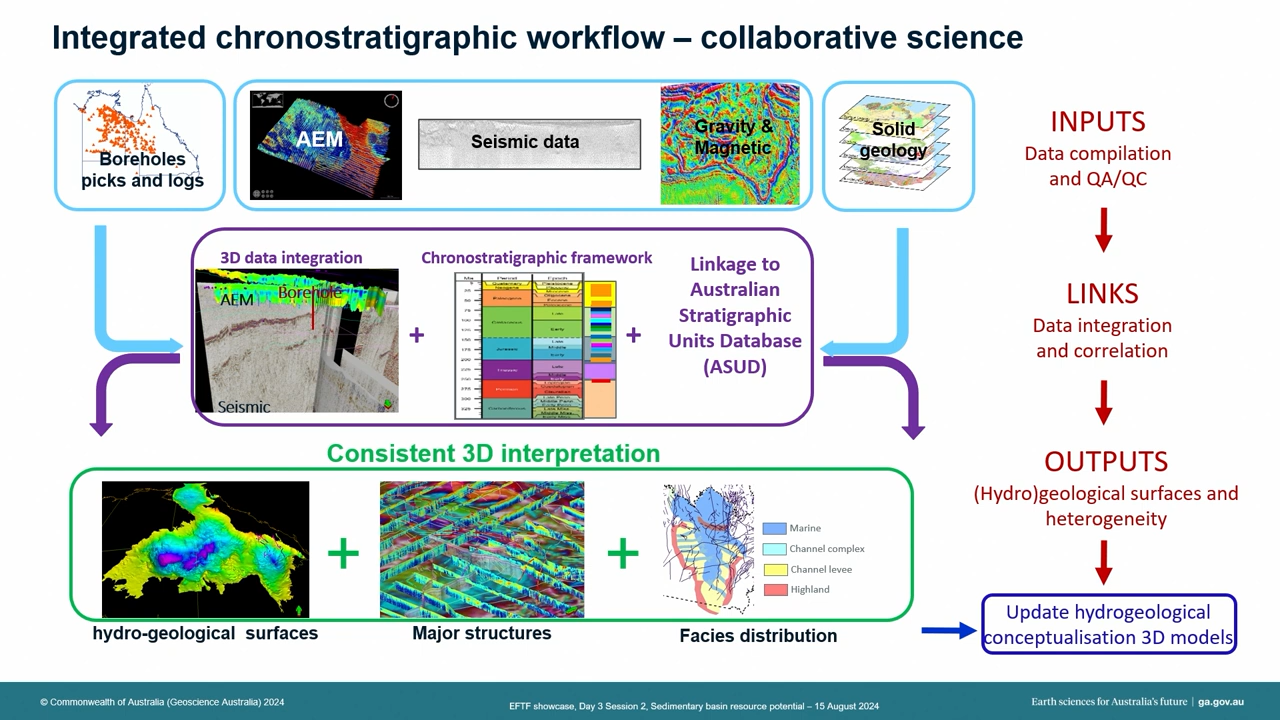 Integrated chronostratigraphic workflow – collaborative science
Boreholes
picks and logs
AEM
Seismic data
Gravity &
Magnetic
Solid
geology
INPUTS
Data compilation
and QA/QC
3D data integration
AEM
Borehole
Seismic
+
Chronostratigraphic framework
+
Linkage to
Australian
Stratigraphic
Units Database
(ASUD)
LINKS
Data integration
and correlation
Consistent 3D interpretation
+
+
Marine
Channel complex
Channel levee
Highland
hydro-geological surfaces
Major structures
Facies distribution
OUTPUTS
(Hydro)geological surfaces and
heterogeneity
Update hydrogeological
conceptualisation 3D models
© Commonwealth of Australia (Geoscience Australia) 2024
EFTF showcase, Day 3 Session 2, Sedimentary basin resource potential – 15 August 2024
Earth sciences for Australia's future | ga.gov.au